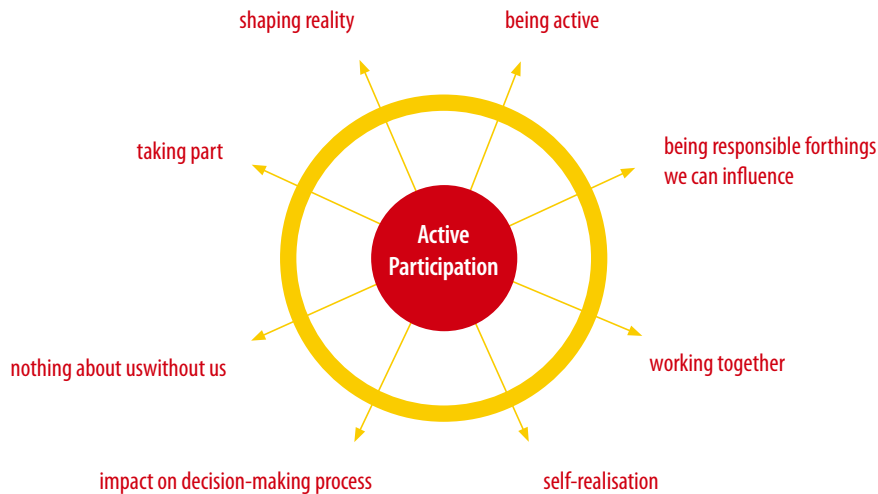 shaping reality
being active
taking part
being responsible forthings
we can influence
Active
Participation
nothing about uswithout us
working together
impact on decision-making process
self-realisation